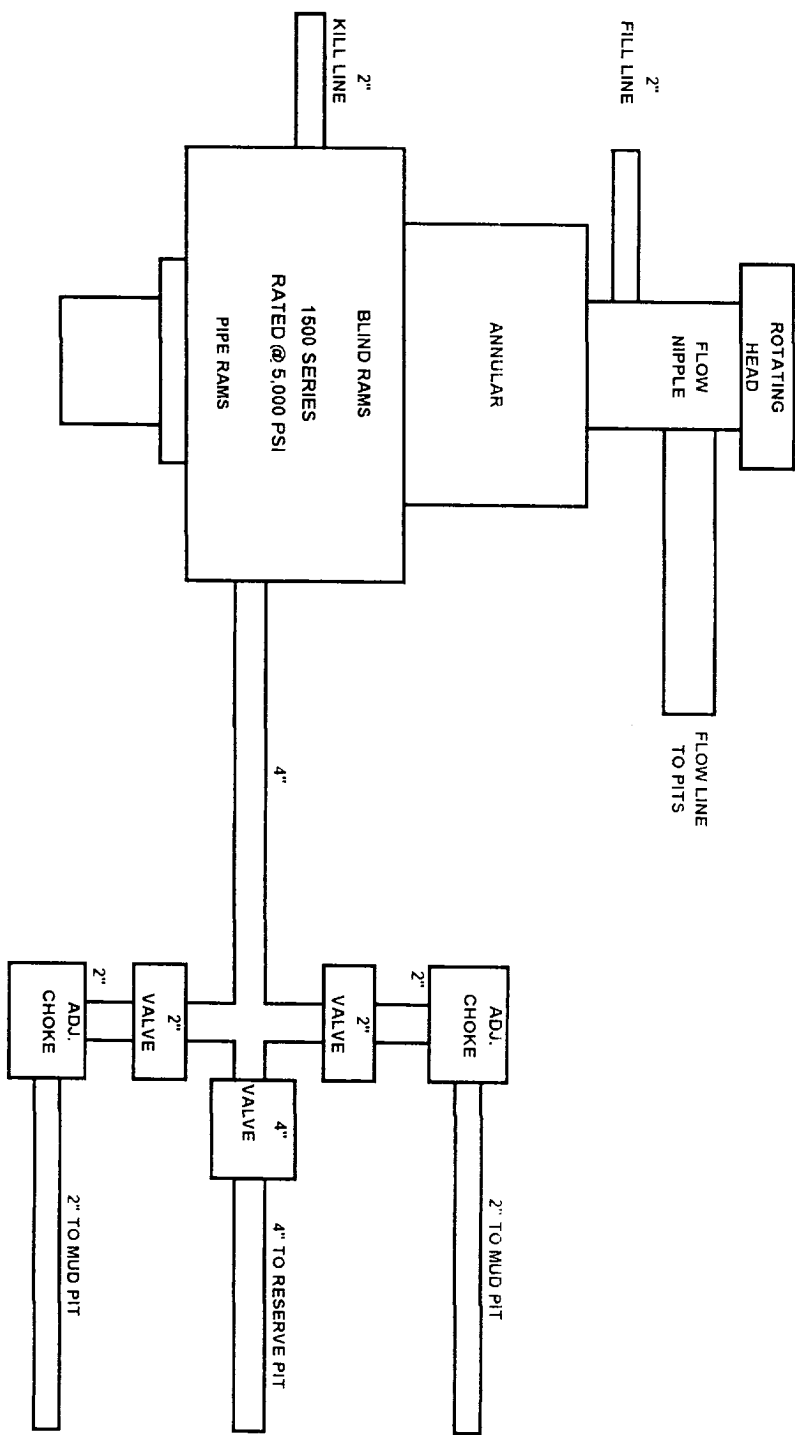 ROTATING
HEAD
FLOW
NIPPLE
2"
FILL LINE
FLOW LINE
TO PITS
ANNULAR
BLIND RAMS
1500 SERIES
RATED @ 5,000 PSI
PIPE RAMS
2"
KILL LINE
4"
ADJ.
CHOKE
2"
2"
VALVE
2" TO MUD PIT
4"
VALVE
4" TO RESERVE PIT
2"
VALVE
2"
ADJ.
CHOKE
2" TO MUD PIT